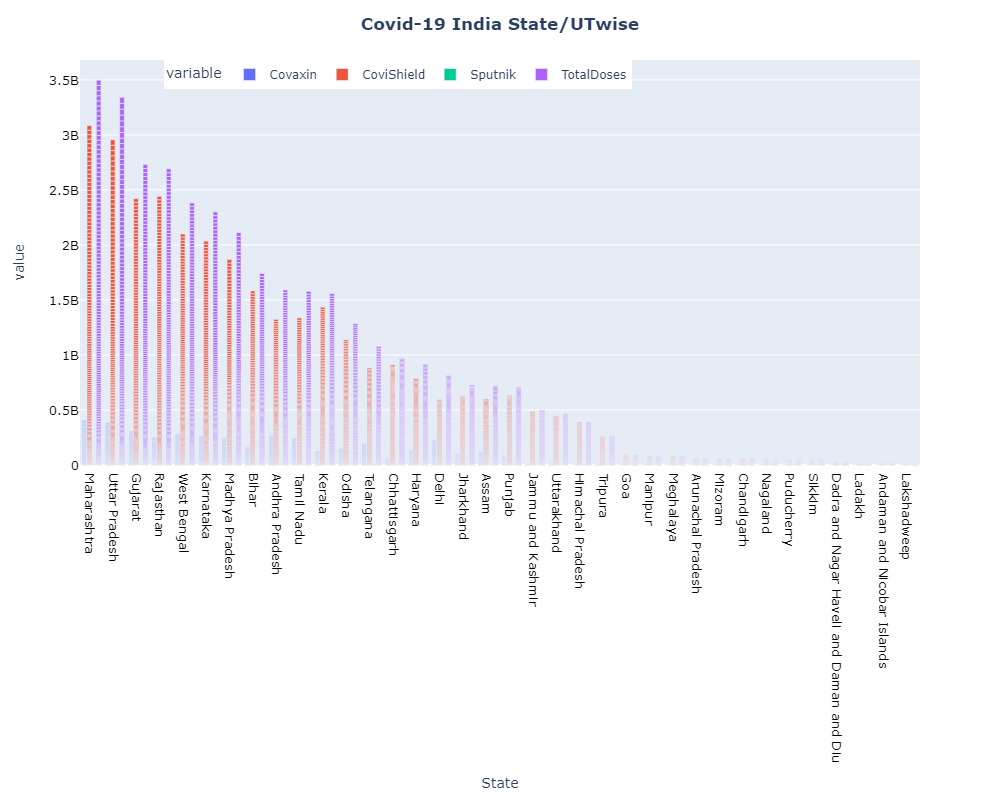 Covid-19 India State/UTwise
variable Covaxin CoviShield Sputnik TotalDoses
3.5B
3B
2.5B
2B
1.5B
1B
0.5B
0
value
Maharashtra
Uttar Pradesh
Gujarat
Rajasthan
West Bengal
Karnataka
Madhya Pradesh
Bihar
Andhra Pradesh
Tamil Nadu
Kerala
Odisha
Telangana
Chhattisgarh
Haryana
Delhi
Jharkhand
Assam
Punjab
Jammu and Kashmir
Uttarakhand
Himachal Pradesh
Tripura
Goa
Manipur
Meghalaya
Arunachal Pradesh
Mizoram
Chandigarh
Nagaland
Puducherry
Sikkim
Dadra and Nagar Haveli and Daman and Diu
Ladakh
Andaman and Nicobar Islands
Lakshadweep
State